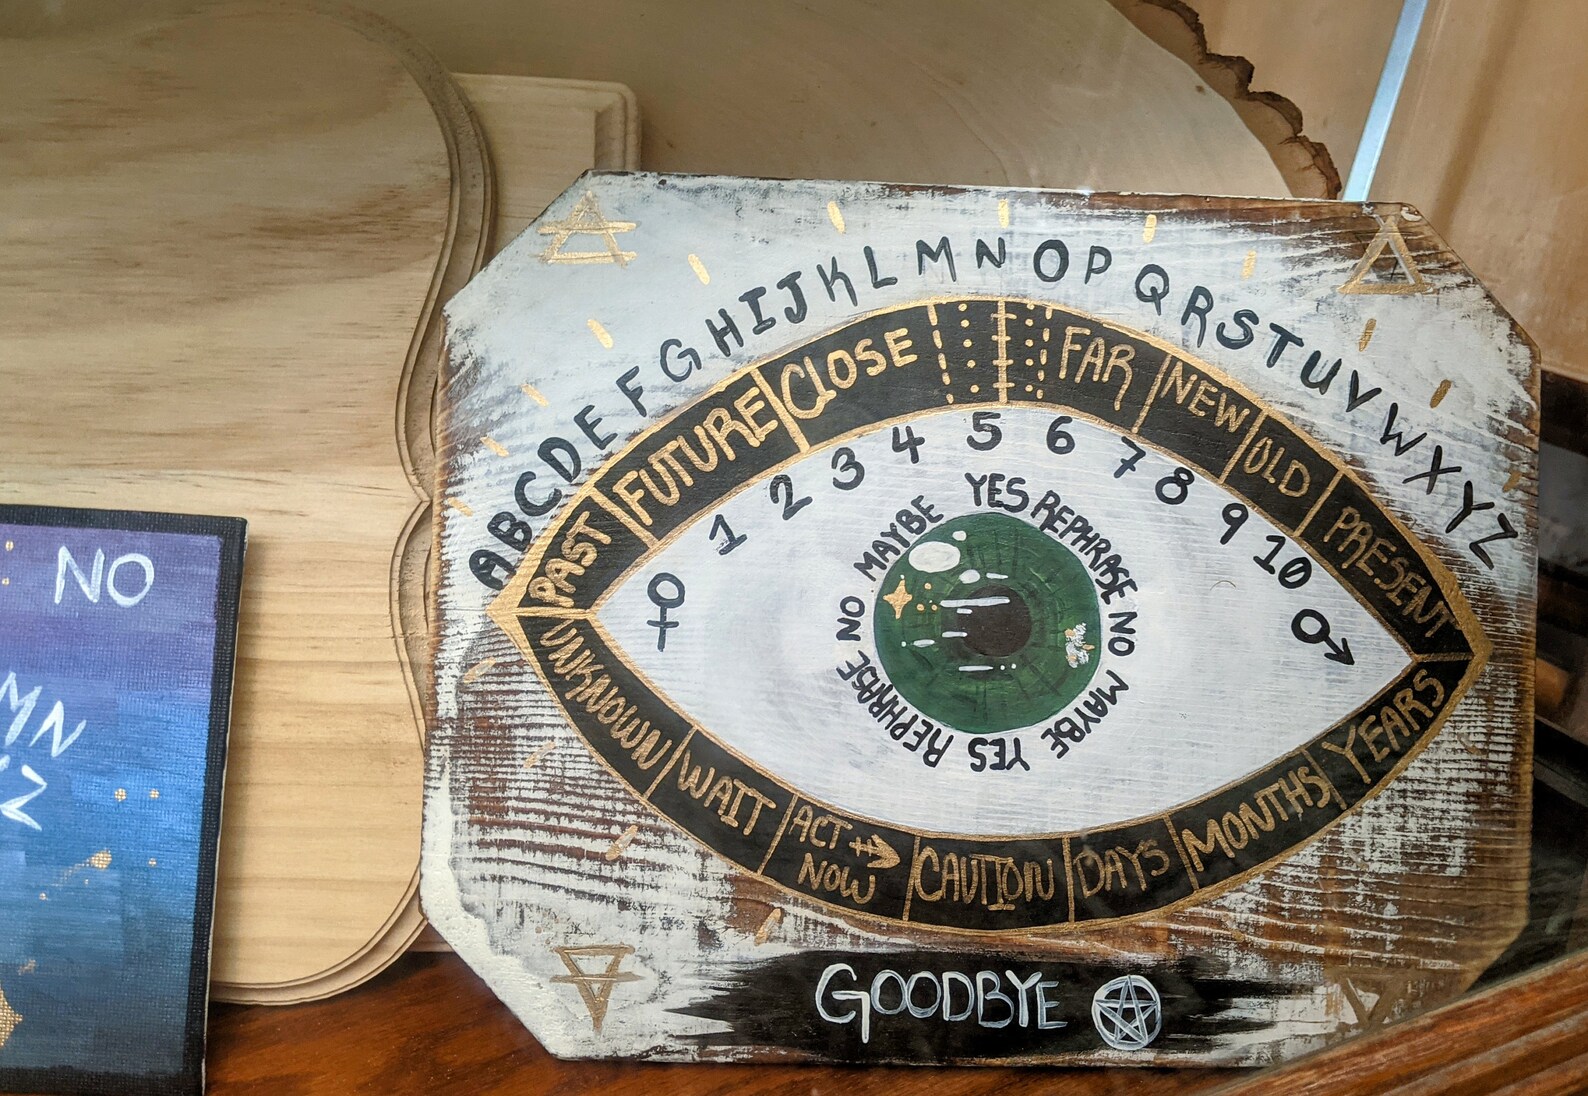 NO
MN
Z
A B C D E F G H I J K L M N O P Q R S T U V W X Y Z
PAST FUTURE CLOSE FAR NEW OLD PRESENT
1 2 3 4 5 6 7 8 9 10
♀ ♂
YES REPHRASE NO MAYBE YES REPHRASE NO MAYBE
UNKNOWN WAIT ACT NOW CAUTION DAYS MONTHS YEARS
GOODBYE